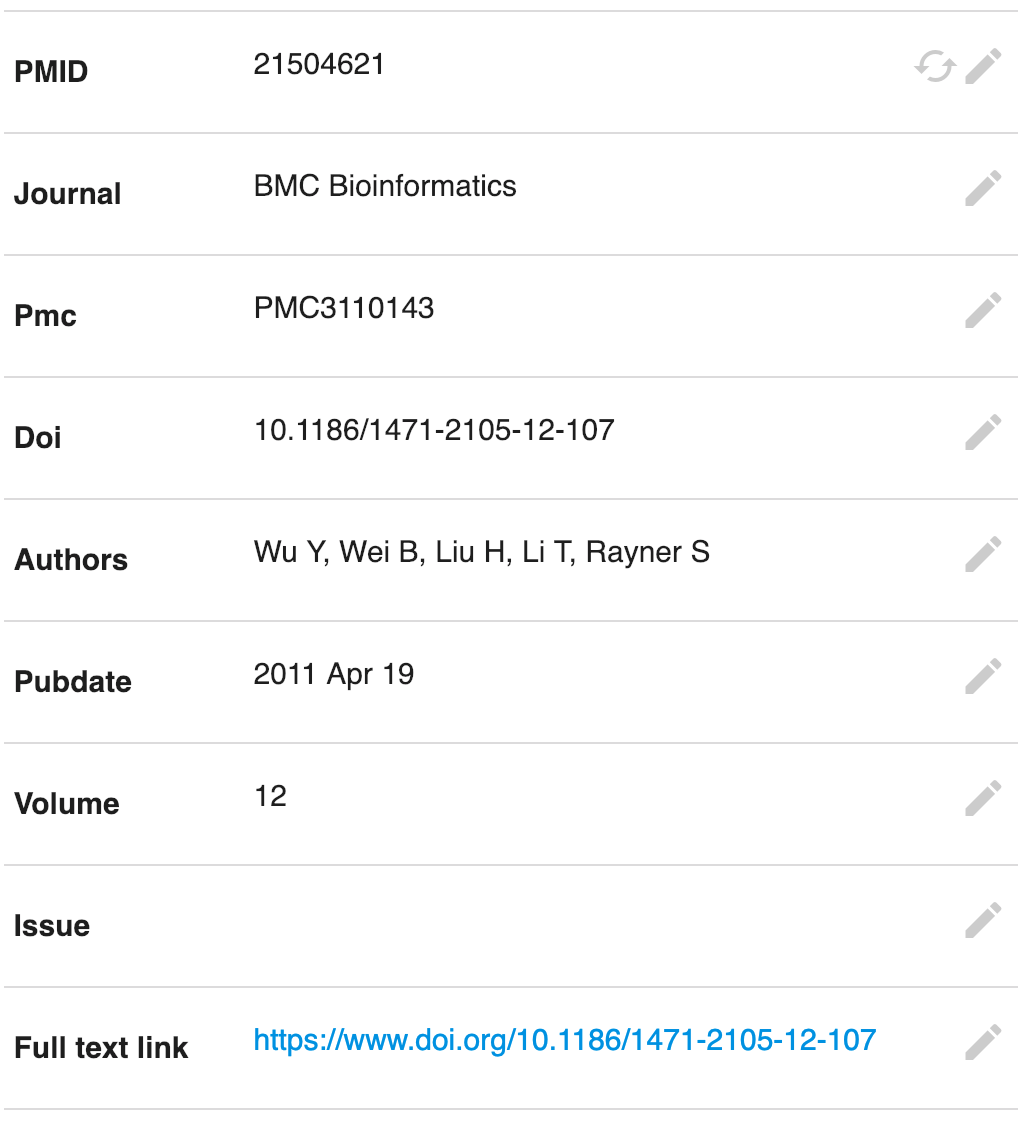 PMID 21504621
Journal BMC Bioinformatics
Pmc PMC3110143
Doi 10.1186/1471-2105-12-107
Authors Wu Y, Wei B, Liu H, Li T, Rayner S
Pubdate 2011 Apr 19
Volume 12
Issue
Full text link https://www.doi.org/10.1186/1471-2105-12-107